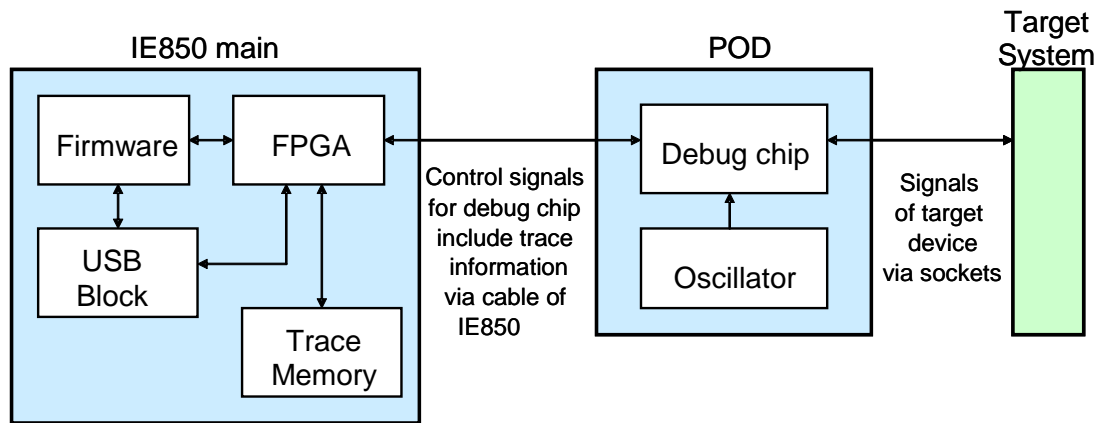 IE850 main
POD
Target
System
Firmware
FPGA
USB
Block
Trace
Memory
Control signals
for debug chip
include trace
information
via cable of
IE850
Debug chip
Oscillator
Signals
of target
device
via sockets